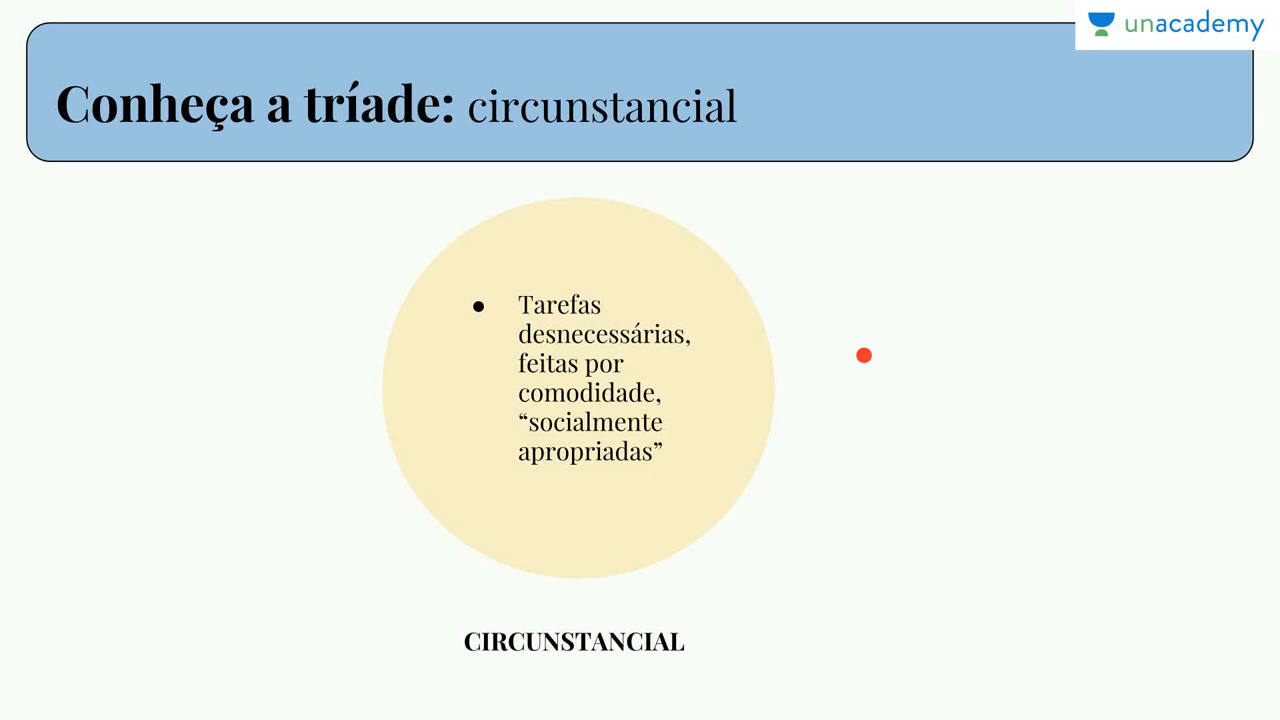 unacademy
Conheça a tríade: circunstancial
● Tarefas
desnecessárias,
feitas por
comodidade,
“socialmente
apropriadas”
CIRCUNSTANCIAL